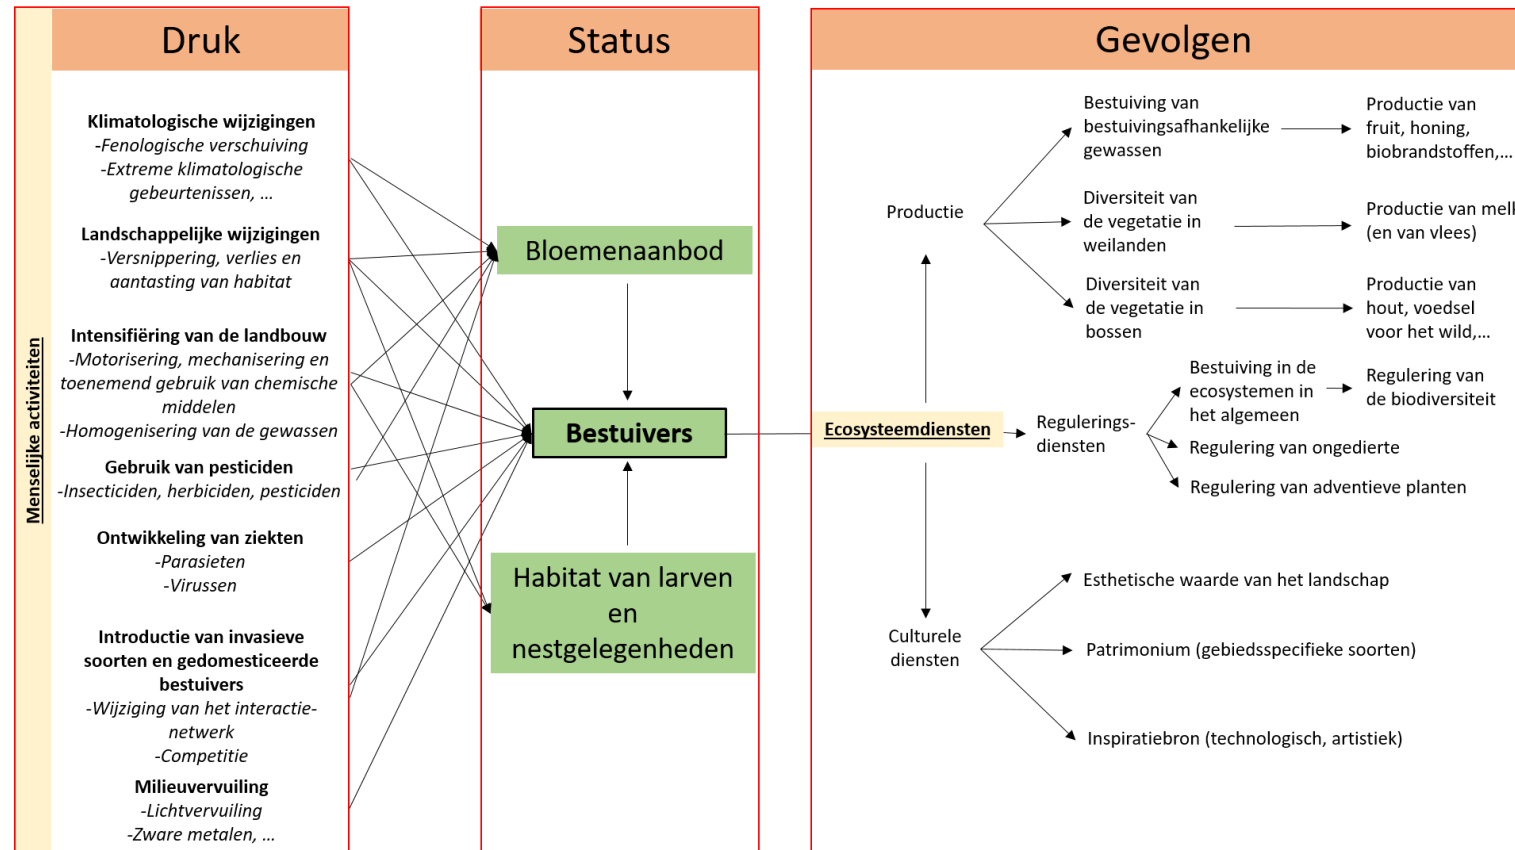 Druk
Status
Gevolgen
Menselijke activiteiten
Klimatologische wijzigingen
-Fenologische verschuiving
-Extreme klimatologische
gebeurtenissen, ...
Landschappelijke wijzigingen
-Versnippering, verlies en
aantasting van habitat
Intensifiëring van de landbouw
-Motorisering, mechanisering en
toenemend gebruik van chemische
middelen
-Homogenisering van de gewassen
Gebruik van pesticiden
-Insecticiden, herbiciden, pesticiden
Ontwikkeling van ziekten
-Parasieten
-Virussen
Introductie van invasieve
soorten en gedomesticeerde
bestuivers
-Wijziging van het interactie-
netwerk
-Competitie
Milieuvervuiling
-Lichtvervuiling
-Zware metalen, ...
Bloemenaanbod
Bestuivers
Habitat van larven
en
nestgelegenheden
Ecosysteemdiensten
Productie
Bestuiving van
bestuivingsafhankelijke
gewassen
Productie van
fruit, honing,
biobrandstoffen,...
Diversiteit van
de vegetatie in
weilanden
Productie van melk
(en van vlees)
Diversiteit van
de vegetatie in
bossen
Productie van
hout, voedsel
voor het wild,...
Regulerings-
diensten
Bestuiving in de
ecosystemen in
het algemeen
Regulering van
de biodiversiteit
Regulering van ongedierte
Regulering van adventieve planten
Culturele
diensten
Esthetische waarde van het landschap
Patrimonium (gebiedsspecifieke soorten)
Inspiratiebron (technologisch, artistiek)